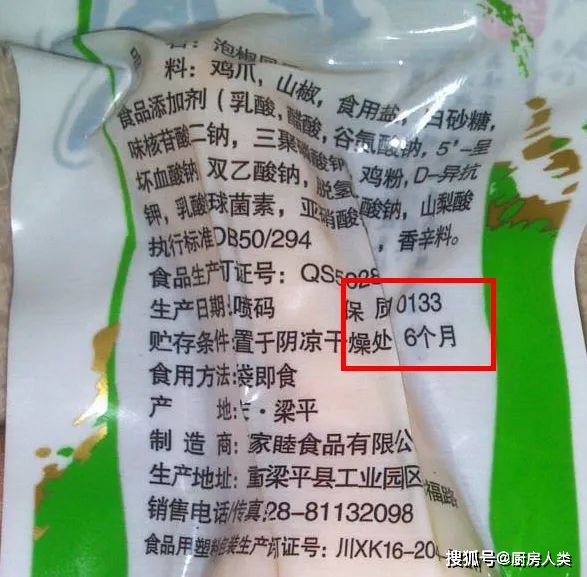 泡椒
料：鸡爪，山椒，食用盐，白砂糖，
食品添加剂（乳酸，醋酸，谷氨酸钠，5'-呈
味核苷酸二钠，三聚磷酸钠，鸡粉，D-异抗
坏血酸钠，双乙酸钠，脱氢
钾，乳酸球菌素，亚硝酸酸钠，山梨酸
执行标准DB50/294，香辛料。
食品生产许可证号：QS5028
生产日期：喷码 保质0133
贮存条件：置于阴凉干燥处 6个月
食用方法：袋即食
产 地：·梁平
制造商：家睦食品有限公
生产地址：梁平县工业园区福路
销售电话/传真：28-81132098
食品用塑料包装生产许可证号：川XK16-20
搜狐号@厨房人类